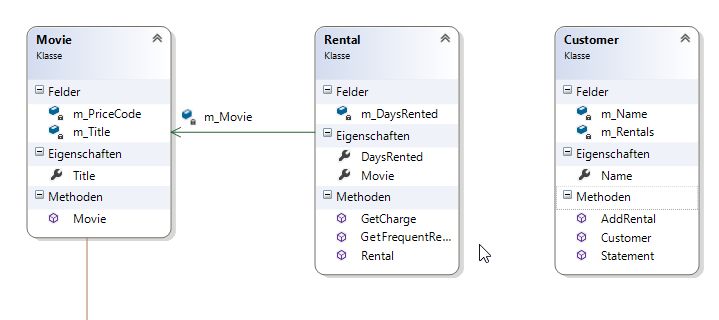 Movie
Klasse
Felder
m_PriceCode
m_Title
Eigenschaften
Title
Methoden
Movie
m_Movie
Rental
Klasse
Felder
m_DaysRented
Eigenschaften
DaysRented
Movie
Methoden
GetCharge
GetFrequentRe...
Rental
Customer
Klasse
Felder
m_Name
m_Rentals
Eigenschaften
Name
Methoden
AddRental
Customer
Statement